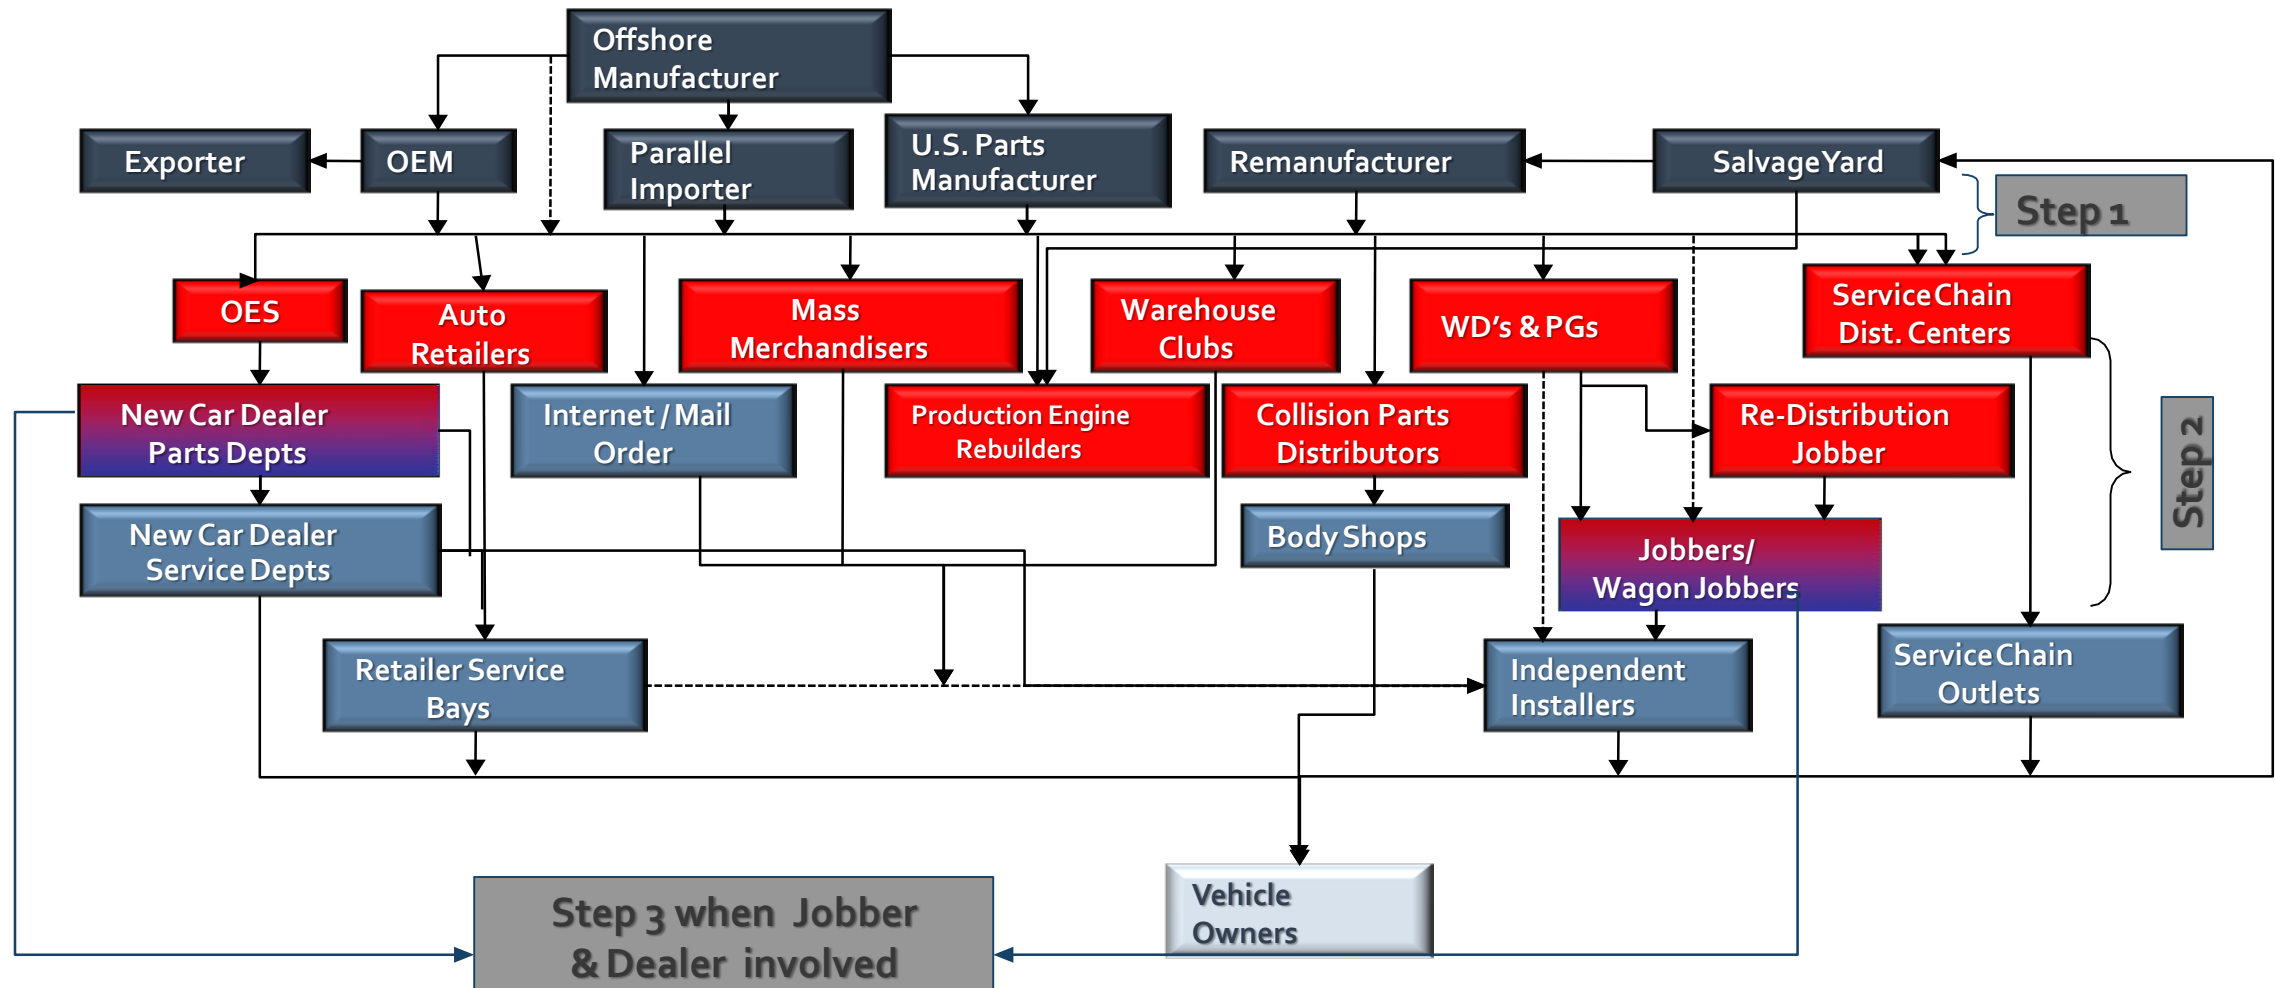 Offshore
Manufacturer
Exporter
OEM
Parallel
Importer
U.S. Parts
Manufacturer
Remanufacturer
Salvage Yard
Step 1
OES
Auto
Retailers
Mass
Merchandisers
Warehouse
Clubs
WD's & PGs
Service Chain
Dist. Centers
New Car Dealer
Parts Depts
Internet / Mail
Order
Production Engine
Rebuilders
Collision Parts
Distributors
Re-Distribution
Jobber
Step 2
New Car Dealer
Service Depts
Body Shops
Jobbers/
Wagon Jobbers
Retailer Service
Bays
Independent
Installers
Service Chain
Outlets
Vehicle
Owners
Step 3 when Jobber
& Dealer involved